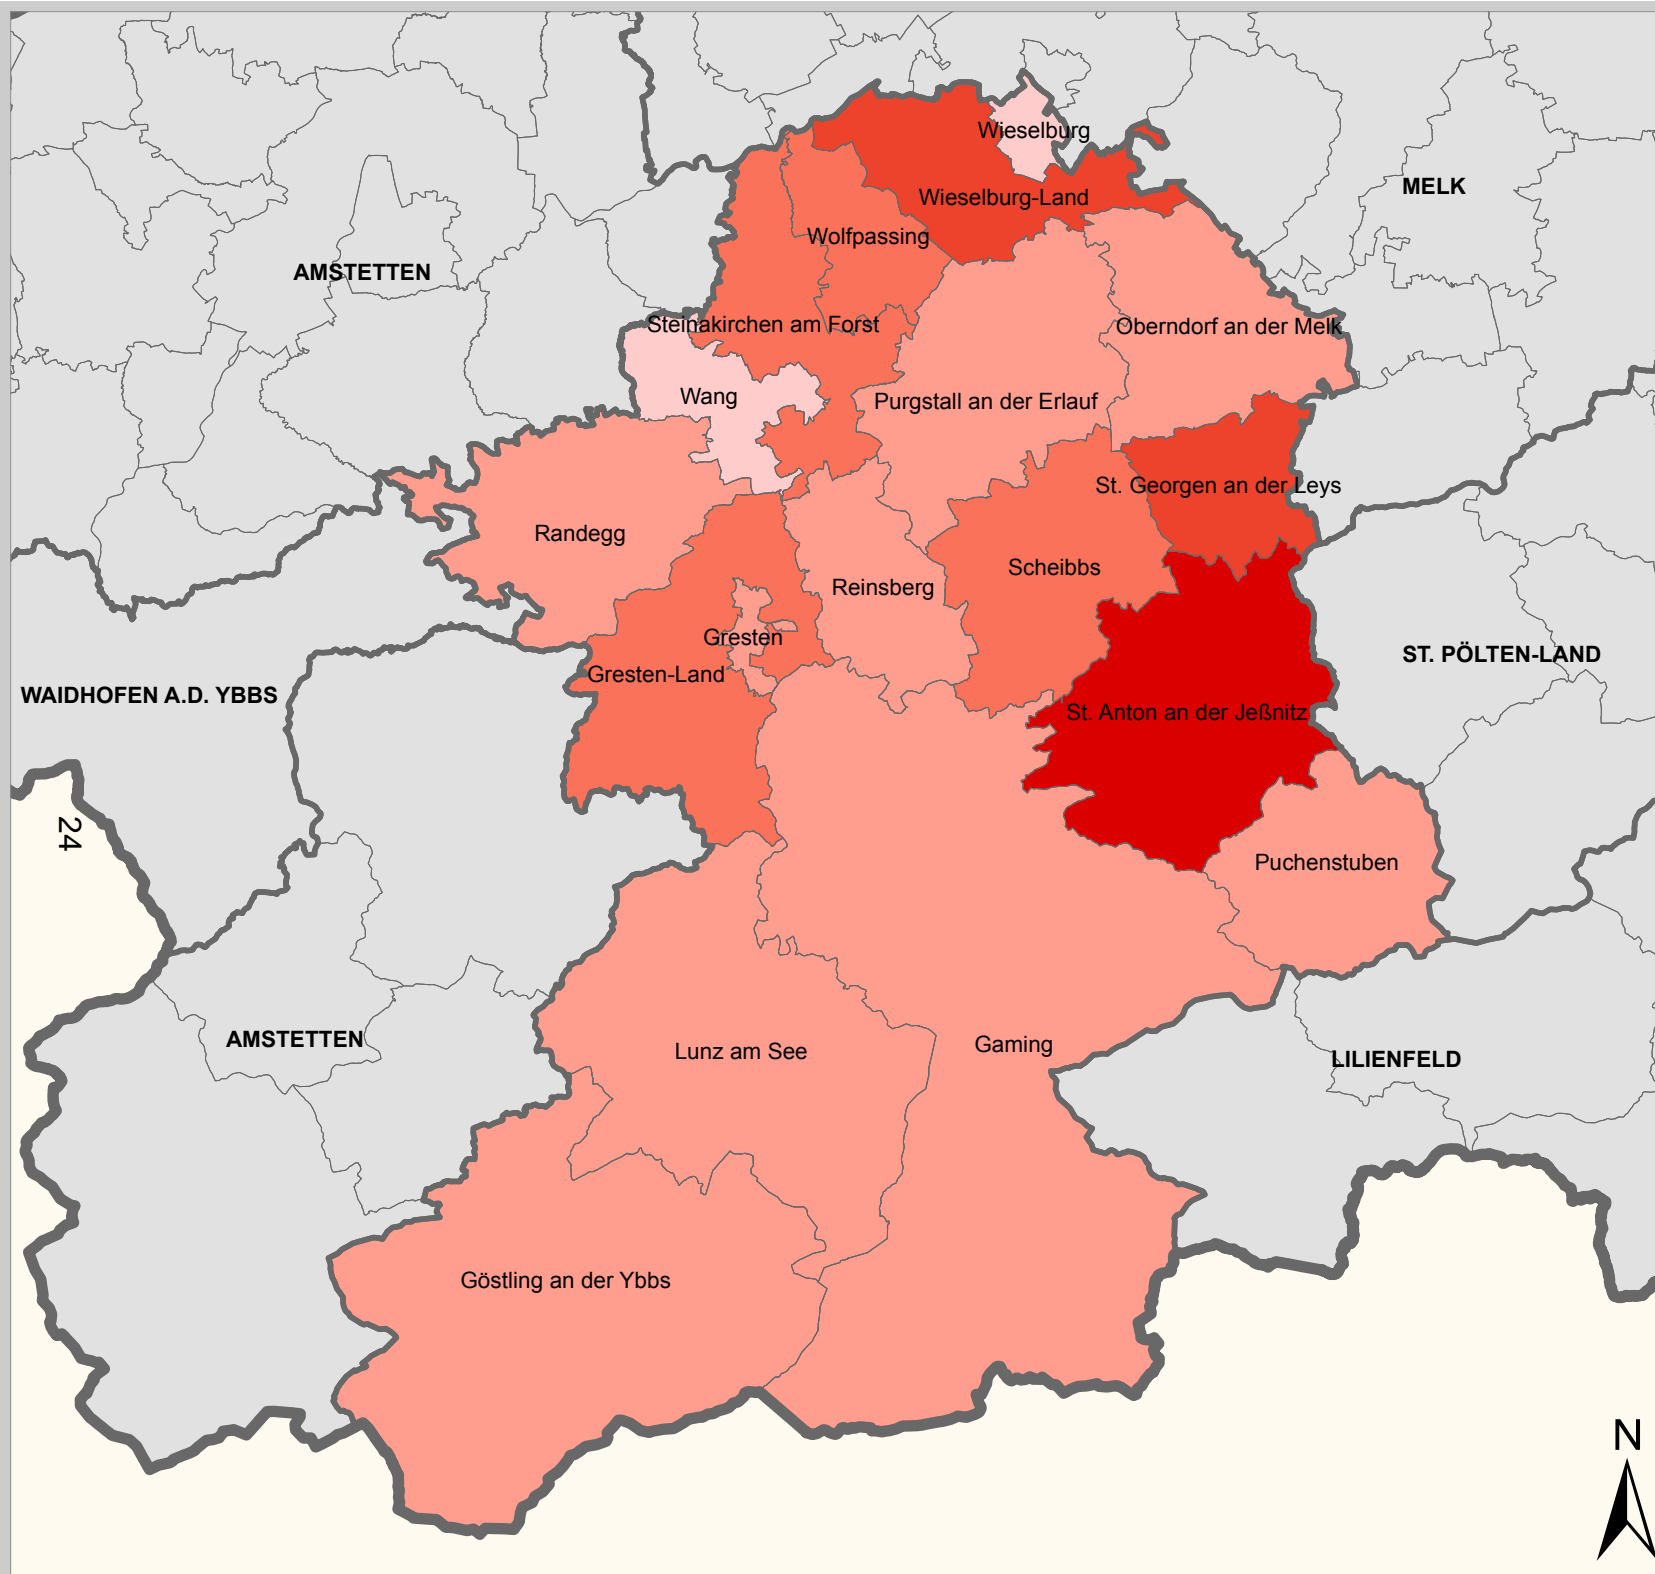 Wieselburg
MELK
Wieselburg-Land
Wolfpassing
AMSTETTEN
Steinakirchen am Forst
Oberndorf an der Melk
Wang
Purgstall an der Erlauf
St. Georgen an der Leys
Randegg
Scheibbs
Reinsberg
Gresten
ST. PÖLTEN-LAND
Gresten-Land
WAIDHOFEN A.D. YBBS
St. Anton an der Jeßnitz
24
Puchenstuben
AMSTETTEN
Lunz am See
Gaming
LILIENFELD
Göstling an der Ybbs
N